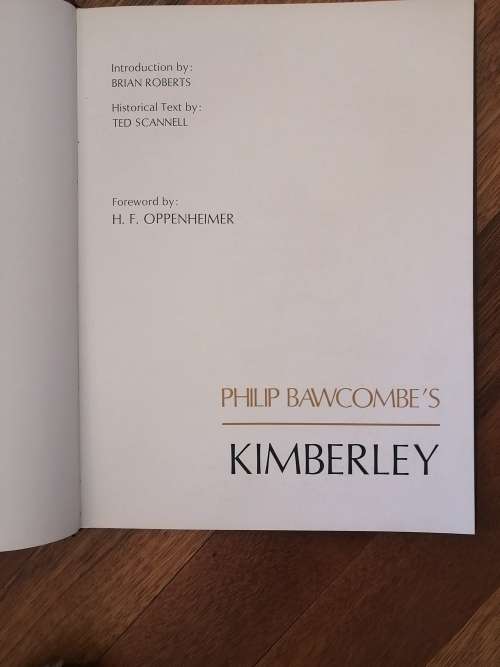 Introduction by:
BRIAN ROBERTS
Historical Text by:
TED SCANNELL
Foreword by:
H. F. OPPENHEIMER
PHILIP BAWCOMBE'S
KIMBERLEY